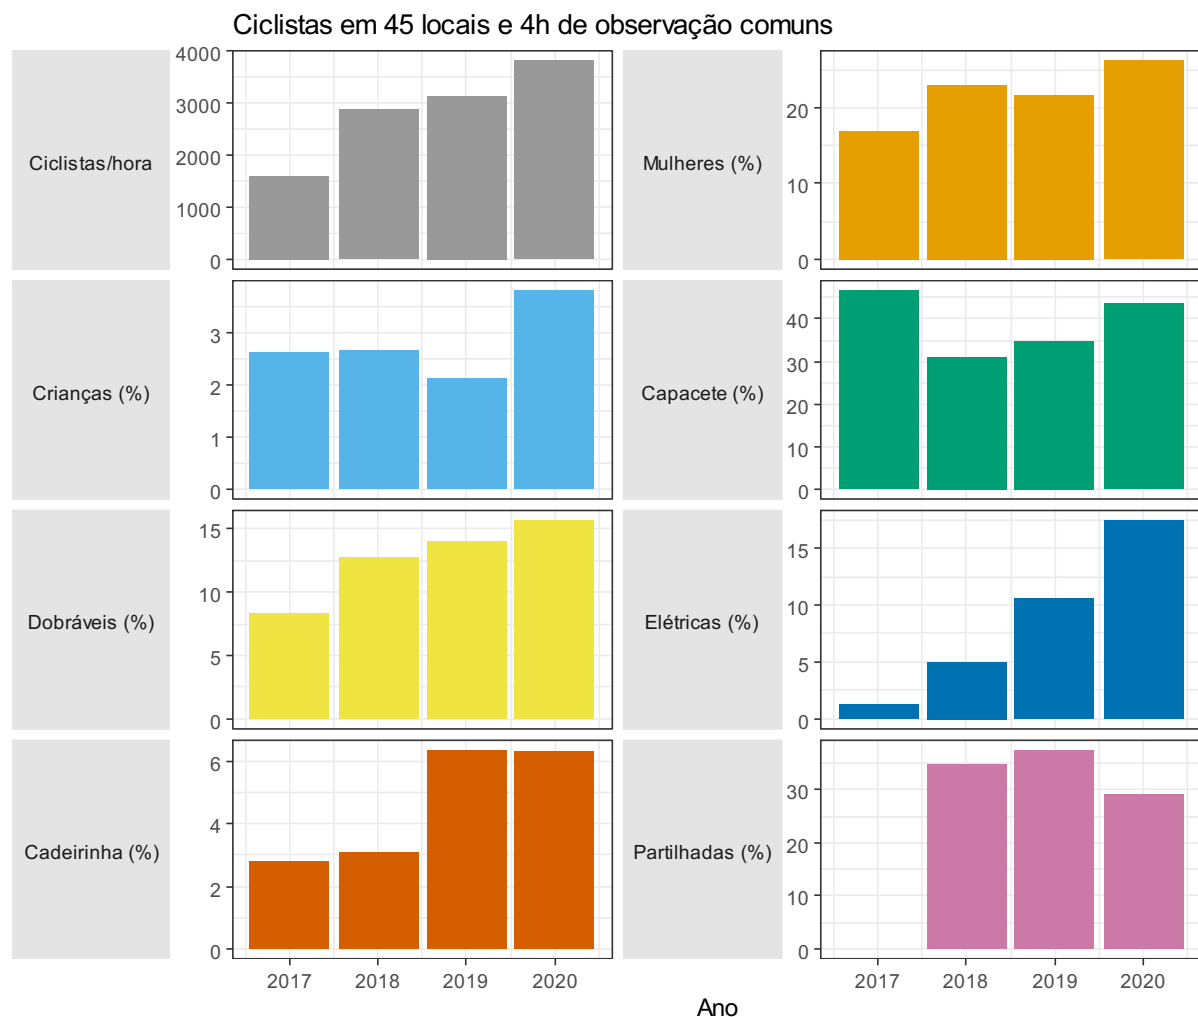 Ciclistas em 45 locais e 4h de observação comuns
Ciclistas/hora
4000
3000
2000
1000
0
Mulheres (%)
20
10
0
Crianças (%)
3
2
1
0
Capacete (%)
40
30
20
10
0
Dobráveis (%)
15
10
5
0
Elétricas (%)
15
10
5
0
Cadeirinha (%)
6
4
2
0
Partilhadas (%)
30
20
10
0
2017 2018 2019 2020
2017 2018 2019 2020
Ano